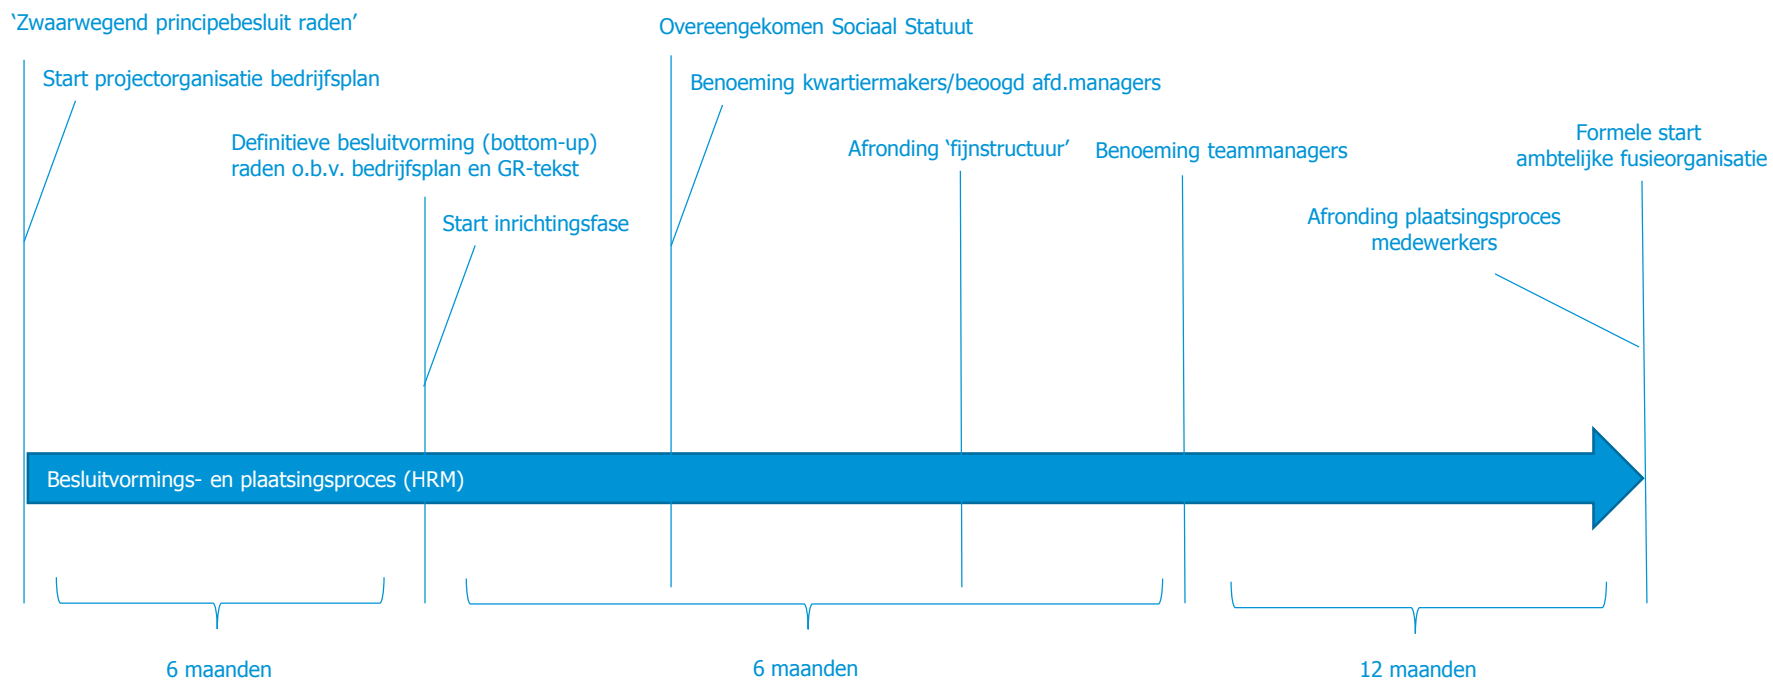 ‘Zwaarwegend principebesluit raden’
Start projectorganisatie bedrijfsplan
Definitieve besluitvorming (bottom-up)
raden o.b.v. bedrijfsplan en GR-tekst
Start inrichtingsfase
Overeengekomen Sociaal Statuut
Benoeming kwartiermakers/beoogd afd.managers
Afronding ‘fijnstructuur’
Benoeming teammanagers
Formele start
ambtelijke fusieorganisatie
Afronding plaatsingsproces
medewerkers
Besluitvormings- en plaatsingsproces (HRM)
6 maanden
6 maanden
12 maanden